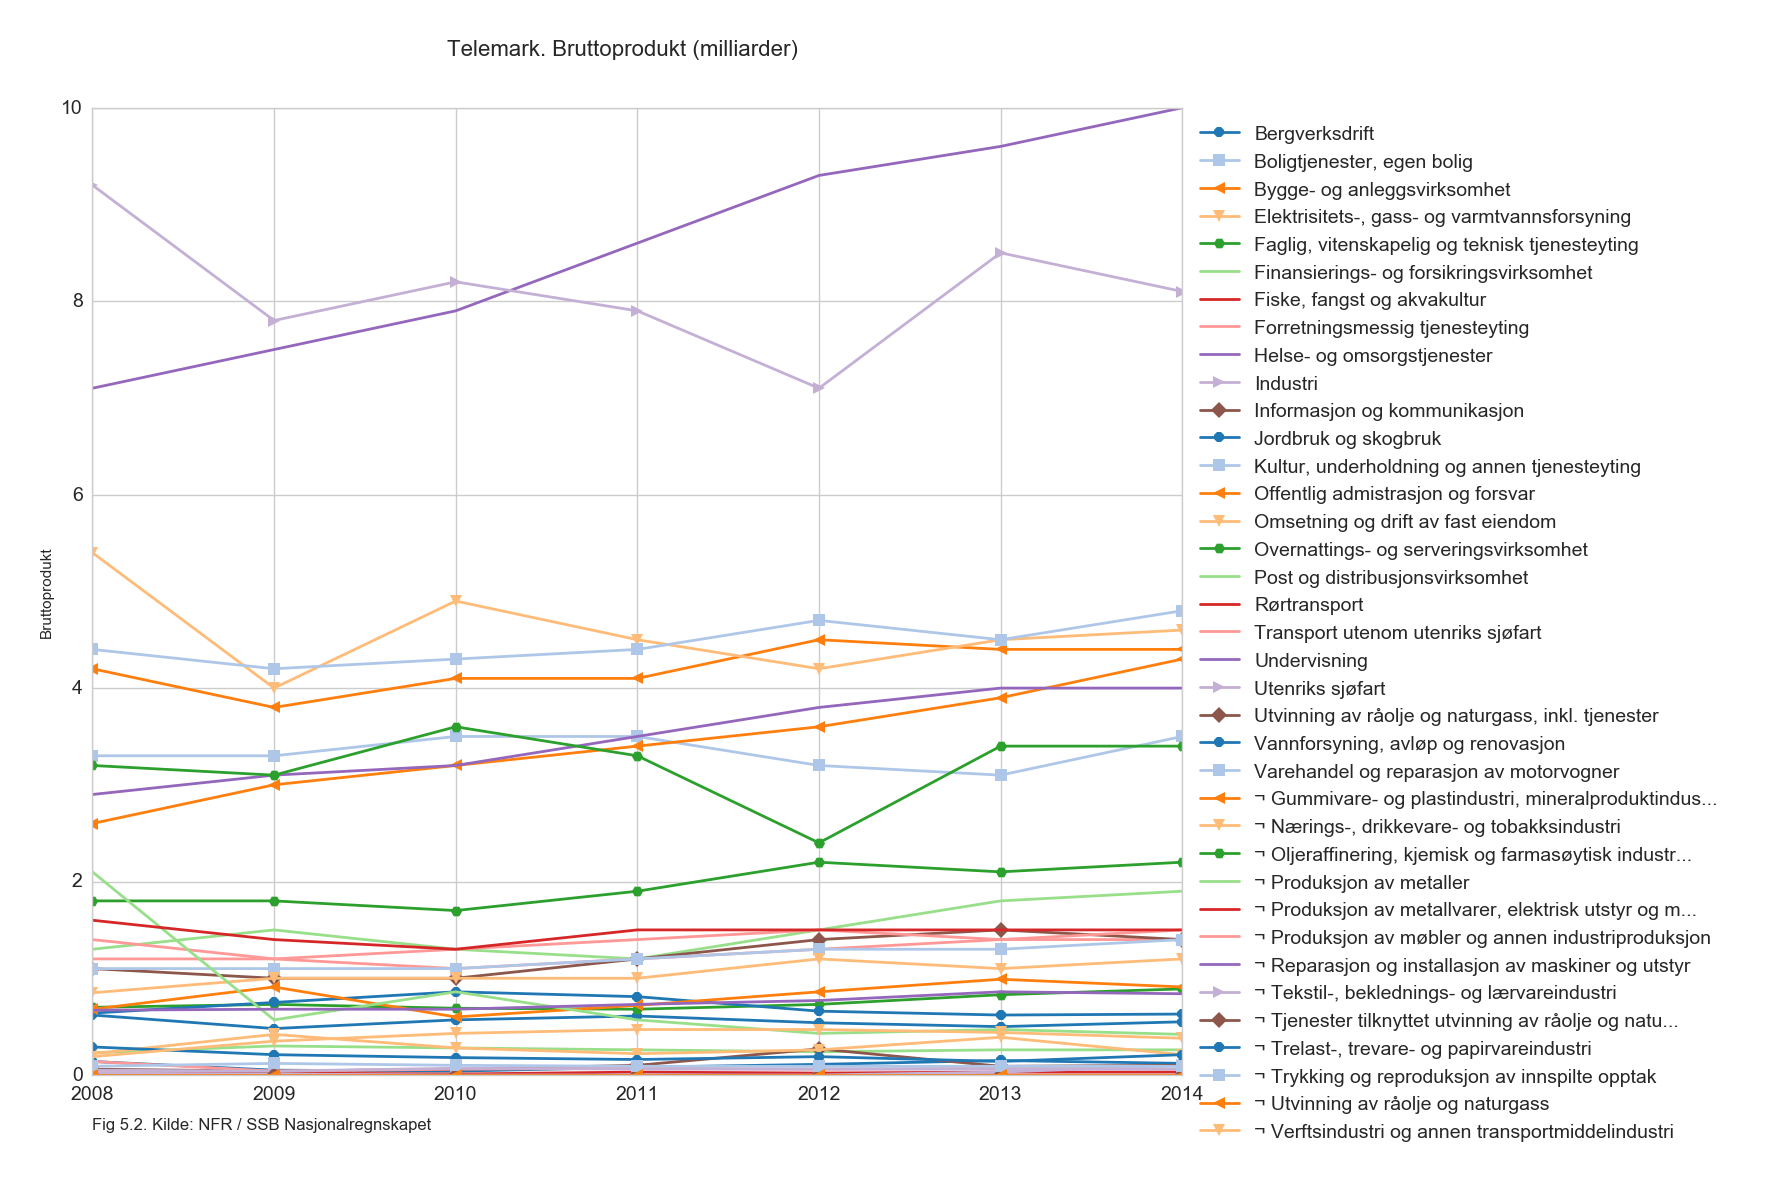 Telemark. Bruttoprodukt (milliarder)
10
8
6
4
2
0
Bruttoprodukt
2008 2009 2010 2011 2012 2013 2014
Bergverksdrift
Boligtjenester, egen bolig
Bygge- og anleggsvirksomhet
Elektrisitets-, gass- og varmtvannsforsyning
Faglig, vitenskapelig og teknisk tjenesteyting
Finansierings- og forsikringsvirksomhet
Fiske, fangst og akvakultur
Forretningsmessig tjenesteyting
Helse- og omsorgstjenester
Industri
Informasjon og kommunikasjon
Jordbruk og skogbruk
Kultur, underholdning og annen tjenesteyting
Offentlig admistrasjon og forsvar
Omsetning og drift av fast eiendom
Overnattings- og serveringsvirksomhet
Post og distribusjonsvirksomhet
Rørtransport
Transport utenom utenriks sjøfart
Undervisning
Utenriks sjøfart
Utvinning av råolje og naturgass, inkl. tjenester
Vannforsyning, avløp og renovasjon
Varehandel og reparasjon av motorvogner
¬ Gummivare- og plastindustri, mineralproduktindus...
¬ Nærings-, drikkevare- og tobakksindustri
¬ Oljeraffinering, kjemisk og farmasøytisk industr...
¬ Produksjon av metaller
¬ Produksjon av metallvarer, elektrisk utstyr og m...
¬ Produksjon av møbler og annen industriproduksjon
¬ Reparasjon og installasjon av maskiner og utstyr
¬ Tekstil-, beklednings- og lærvareindustri
¬ Tjenester tilknyttet utvinning av råolje og natu...
¬ Trelast-, trevare- og papirvareindustri
¬ Trykking og reproduksjon av innspilte opptak
¬ Utvinning av råolje og naturgass
¬ Verftsindustri og annen transportmiddelindustri
Fig 5.2. Kilde: NFR / SSB Nasjonalregnskapet